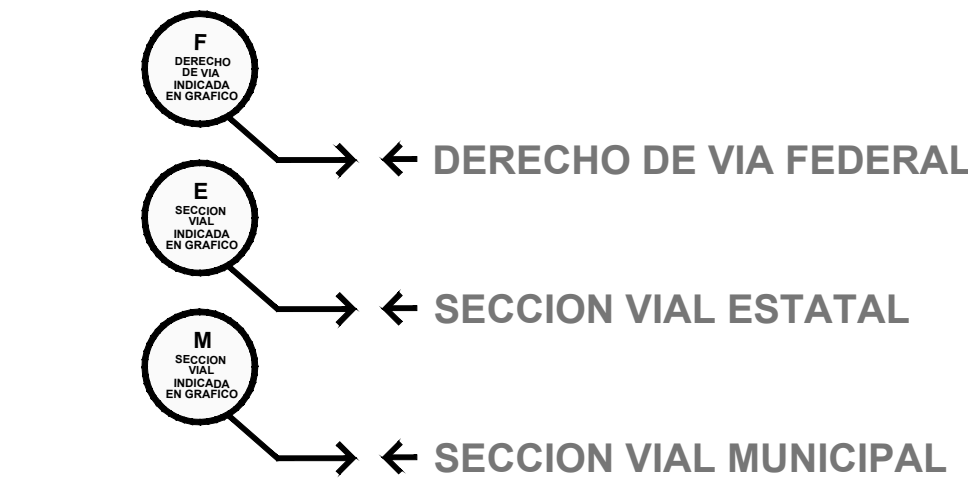 F
DERECHO
DE VIA
INDICADA
EN GRAFICO
DERECHO DE VIA FEDERAL
E
SECCION
VIAL
INDICADA
EN GRAFICO
SECCION VIAL ESTATAL
M
SECCION
VIAL
INDICADA
EN GRAFICO
SECCION VIAL MUNICIPAL